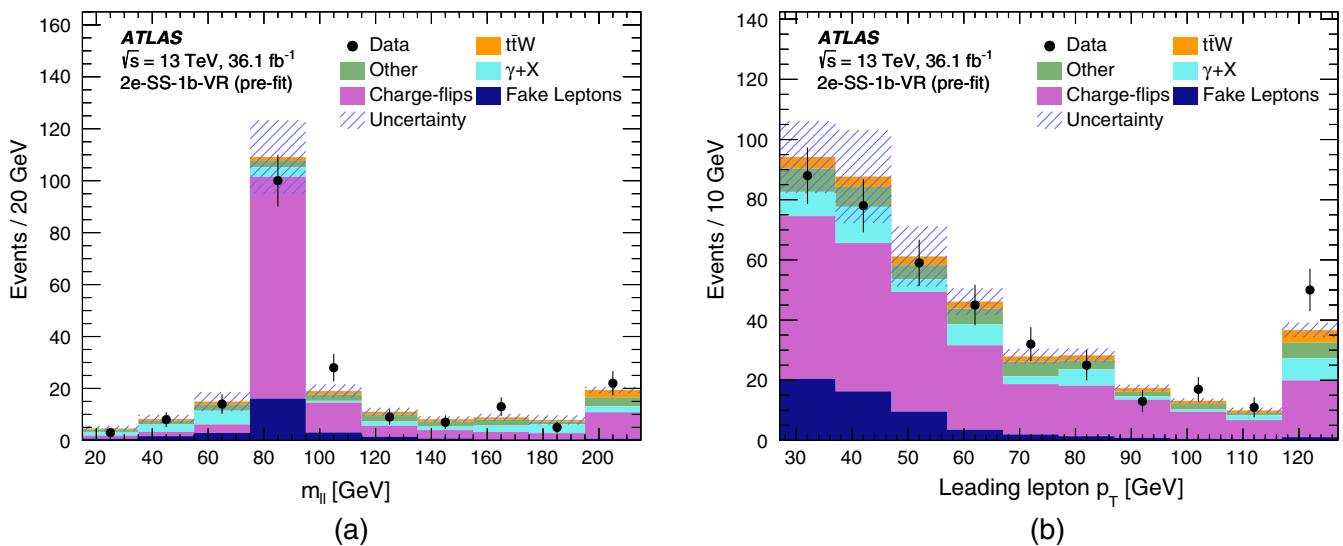 ATLAS
√s = 13 TeV, 36.1 fb⁻¹
2e-SS-1b-VR (pre-fit)
Data
tt̄W
Other
γ+X
Charge-flips
Fake Leptons
Uncertainty
Events / 20 GeV
160
140
120
100
80
60
40
20
0
20 40 60 80 100 120 140 160 180 200
m_ll [GeV]
(a)
ATLAS
√s = 13 TeV, 36.1 fb⁻¹
2e-SS-1b-VR (pre-fit)
Data
tt̄W
Other
γ+X
Charge-flips
Fake Leptons
Uncertainty
Events / 10 GeV
140
120
100
80
60
40
20
0
30 40 50 60 70 80 90 100 110 120
Leading lepton p_T [GeV]
(b)